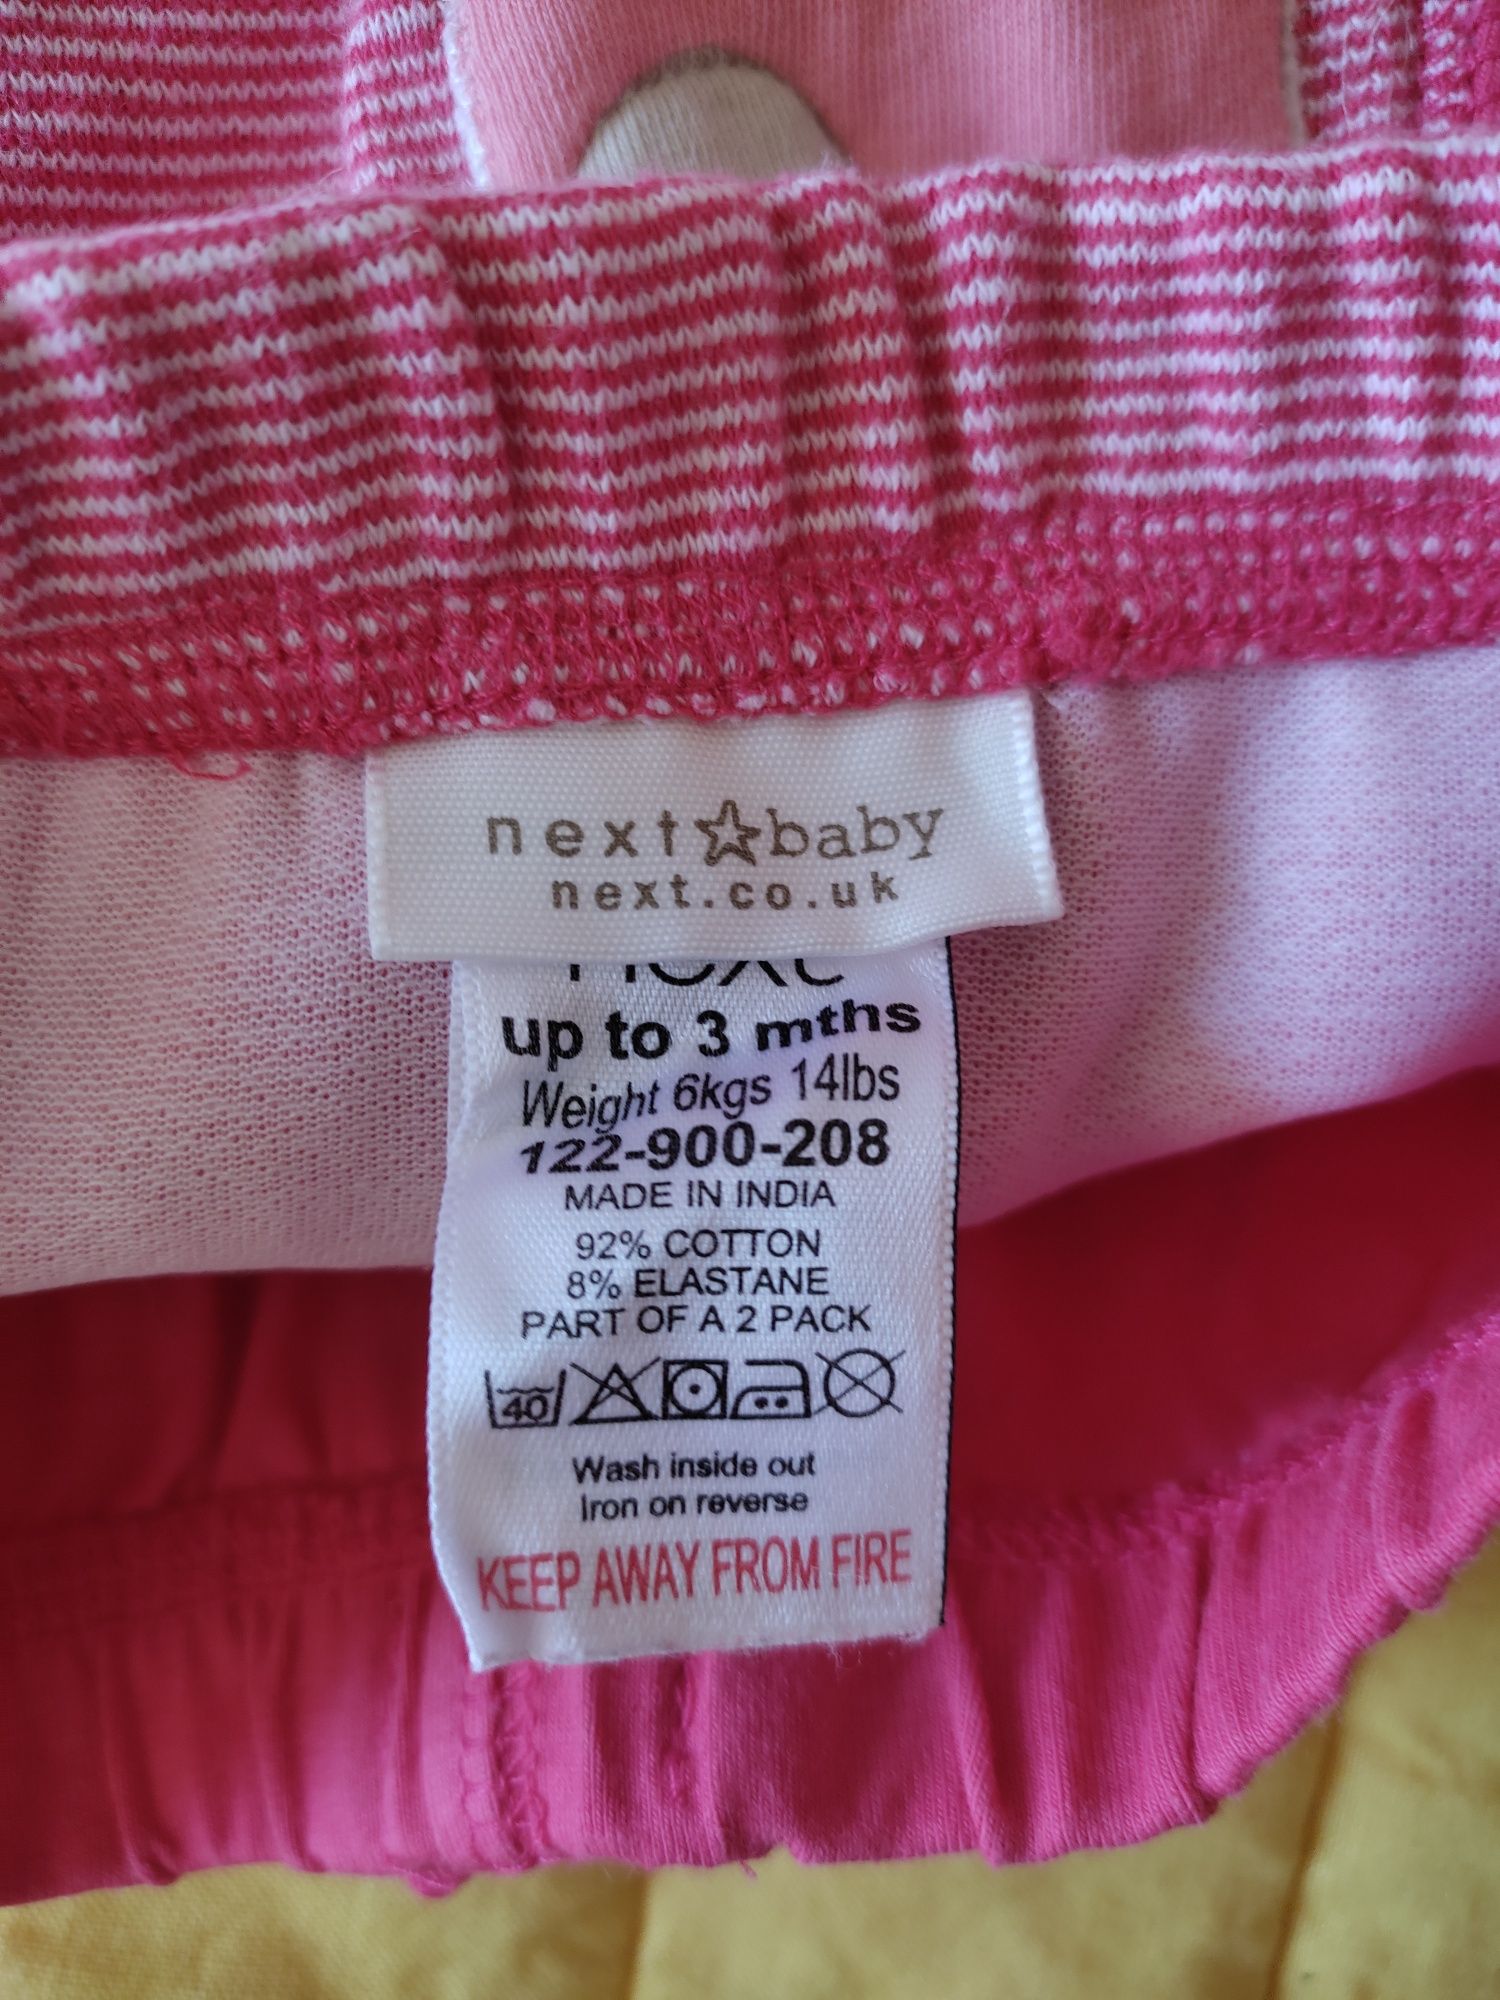 next☆baby
next.co.uk
next
up to 3 mths
Weight 6kgs 14lbs
122-900-208
MADE IN INDIA
92% COTTON
8% ELASTANE
PART OF A 2 PACK
40
Wash inside out
Iron on reverse
KEEP AWAY FROM FIRE